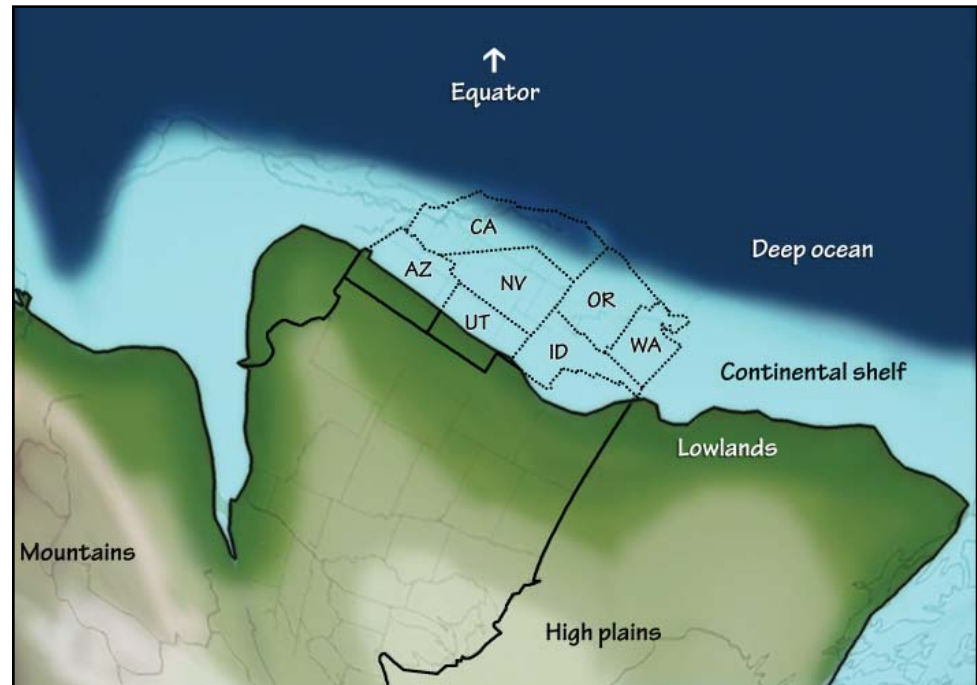 Equator
CA
Deep ocean
AZ
NV
OR
UT
ID
WA
Continental shelf
Lowlands
Mountains
High plains